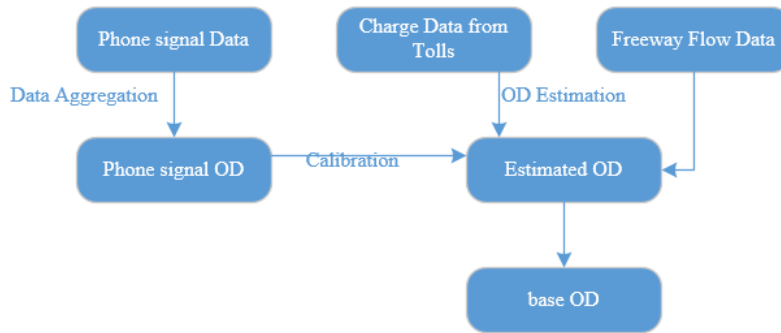 Phone signal Data
Charge Data from
Tolls
Freeway Flow Data
Data Aggregation
OD Estimation
Phone signal OD
Calibration
Estimated OD
base OD